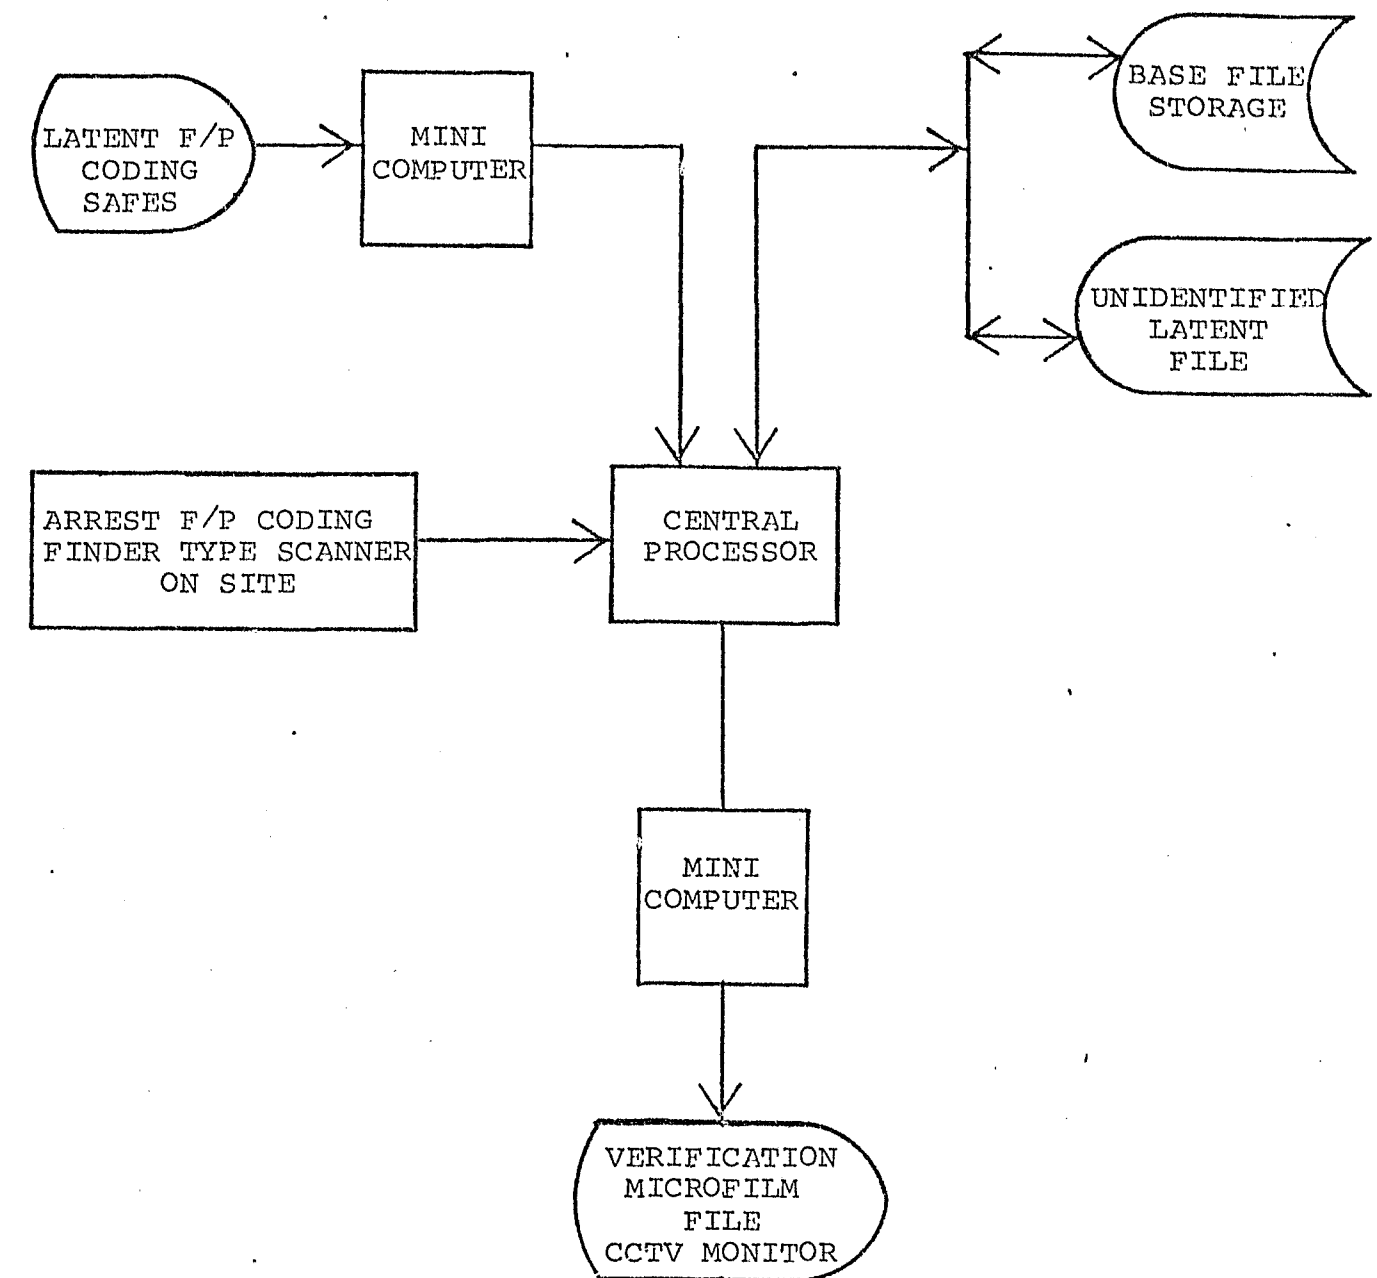 LATENT F/P
CODING
SAFES
MINI
COMPUTER
BASE FILE
STORAGE
UNIDENTIFIED
LATENT
FILE
ARREST F/P CODING
FINDER TYPE SCANNER
ON SITE
CENTRAL
PROCESSOR
MINI
COMPUTER
VERIFICATION
MICROFILM
FILE
CCTV MONITOR